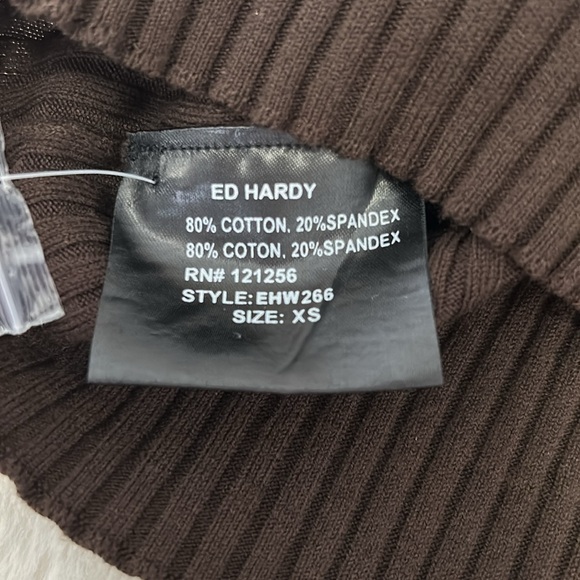 ED HARDY
80% COTTON, 20%SPANDEX
80% COTON, 20%SPANDEX
RN# 121256
STYLE:EHW266
SIZE: XS